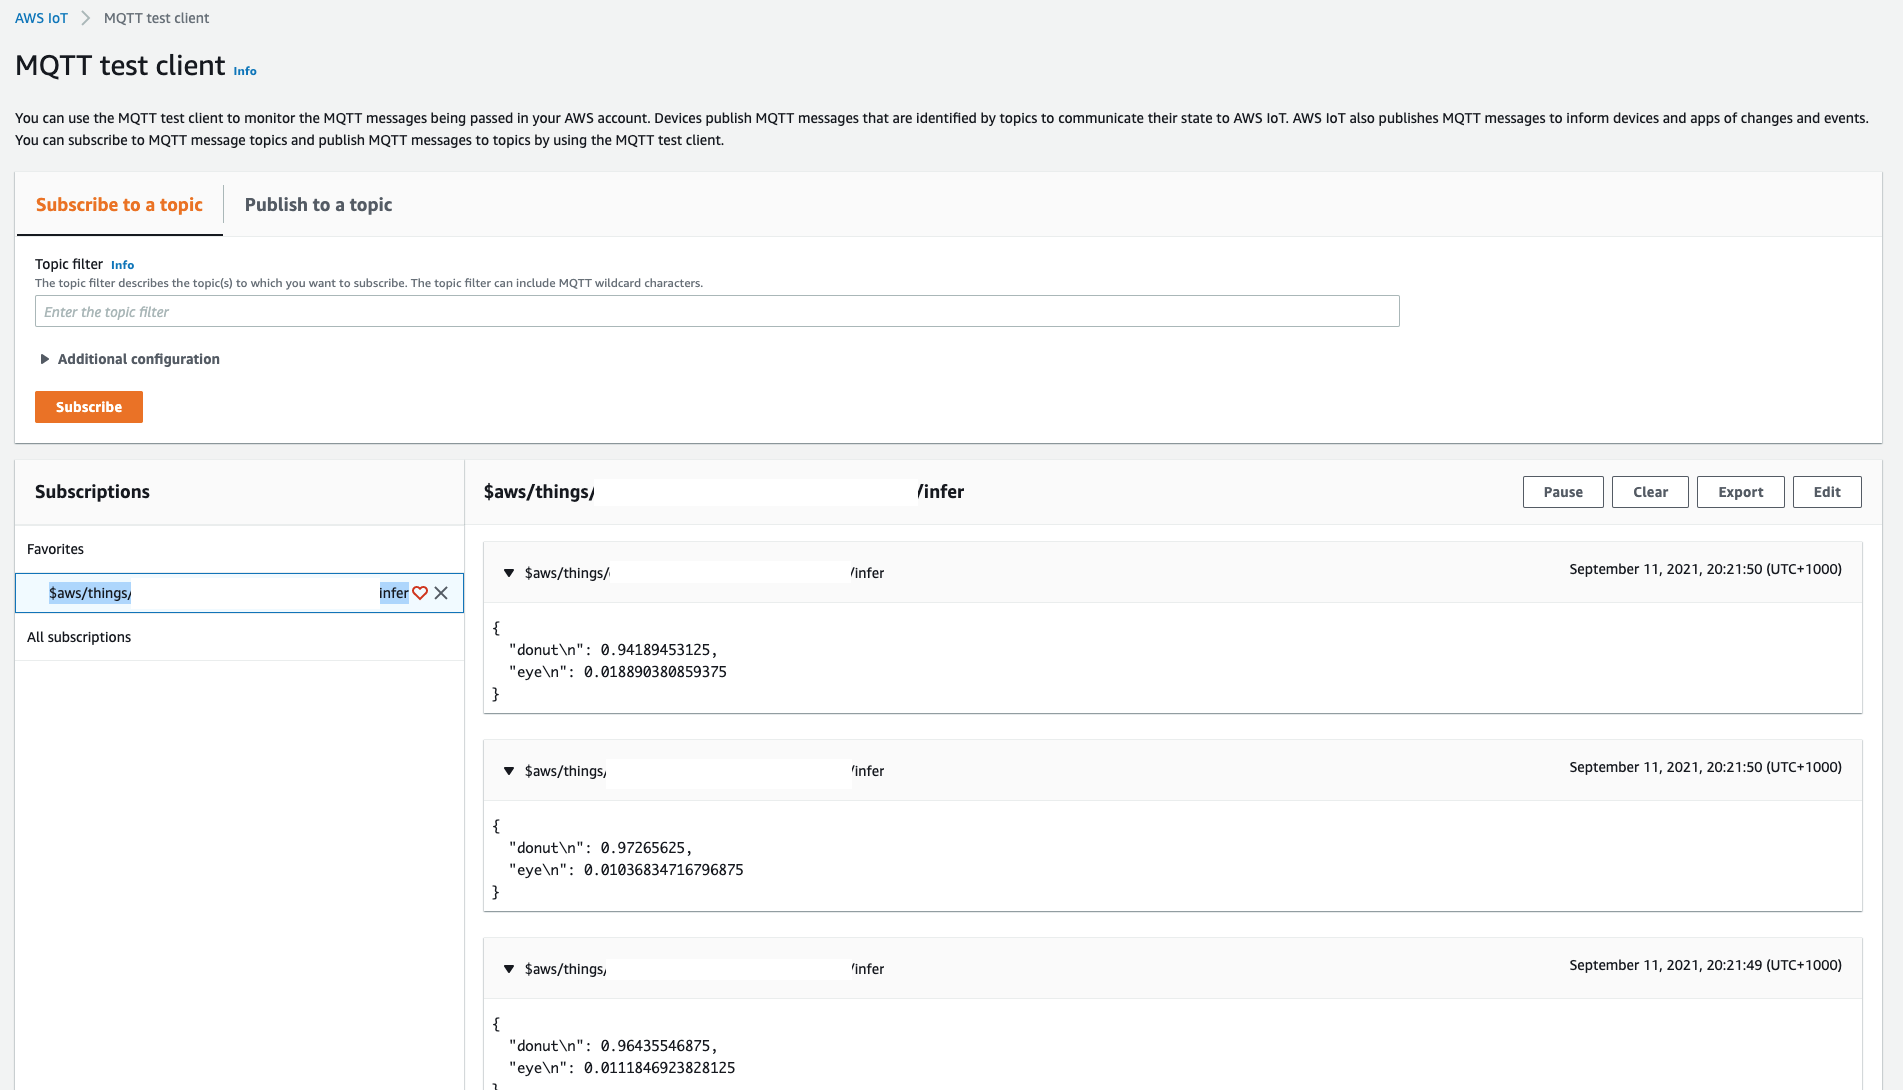 AWS IoT > MQTT test client
MQTT test client Info
You can use the MQTT test client to monitor the MQTT messages being passed in your AWS account. Devices publish MQTT messages that are identified by topics to communicate their state to AWS IoT. AWS IoT also publishes MQTT messages to inform devices and apps of changes and events.
You can subscribe to MQTT message topics and publish MQTT messages to topics by using the MQTT test client.
Subscribe to a topic Publish to a topic
Topic filter Info
The topic filter describes the topic(s) to which you want to subscribe. The topic filter can include MQTT wildcard characters.
Enter the topic filter
Additional configuration
Subscribe
Subscriptions
Favorites
$aws/things/ infer
All subscriptions
$aws/things/ /infer
Pause Clear Export Edit
$aws/things/ /infer September 11, 2021, 20:21:50 (UTC+1000)
{
"donut\n": 0.94189453125,
"eye\n": 0.018890380859375
}
$aws/things/ /infer September 11, 2021, 20:21:50 (UTC+1000)
{
"donut\n": 0.97265625,
"eye\n": 0.01036834716796875
}
$aws/things/ /infer September 11, 2021, 20:21:49 (UTC+1000)
{
"donut\n": 0.96435546875,
"eye\n": 0.0111846923828125
}